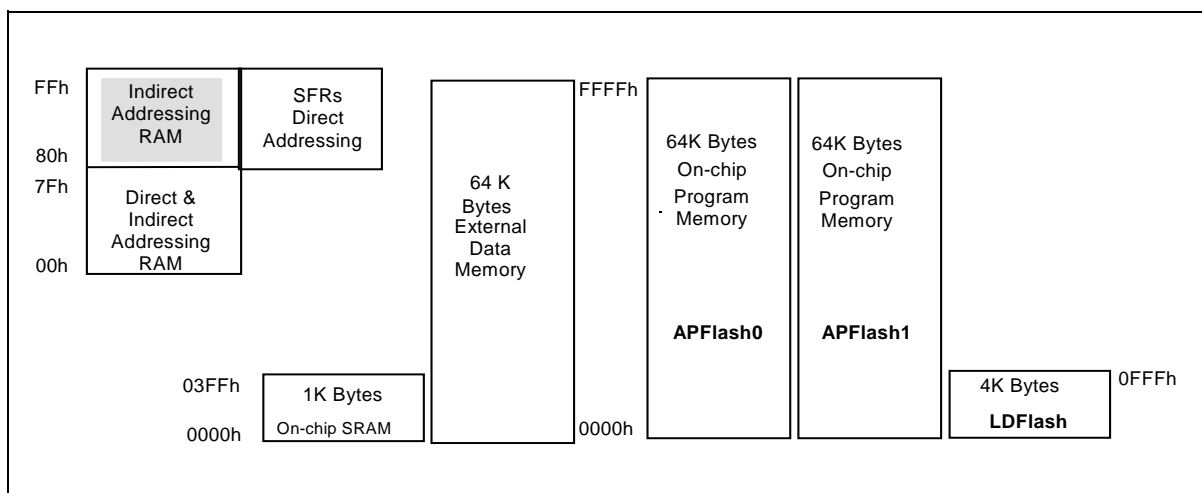 FFh
Indirect
Addressing
RAM
80h
SFRs
Direct
Addressing
7Fh
Direct &
Indirect
Addressing
RAM
00h
03FFh
1K Bytes
On-chip SRAM
0000h
64 K
Bytes
External
Data
Memory
FFFFh
0000h
64K Bytes
On-chip
Program
Memory
APFlash0
64K Bytes
On-chip
Program
Memory
APFlash1
4K Bytes
LDFlash
0FFFh